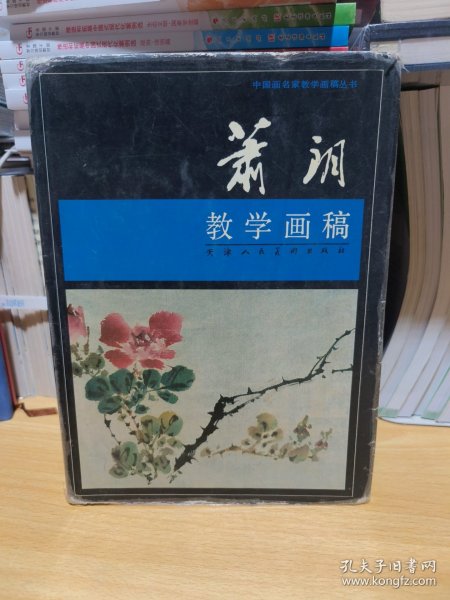 中国画名家教学画稿丛书
萧朗
教学画稿
天津人民美术出版社
孔夫子旧书网
www.kongfz.com